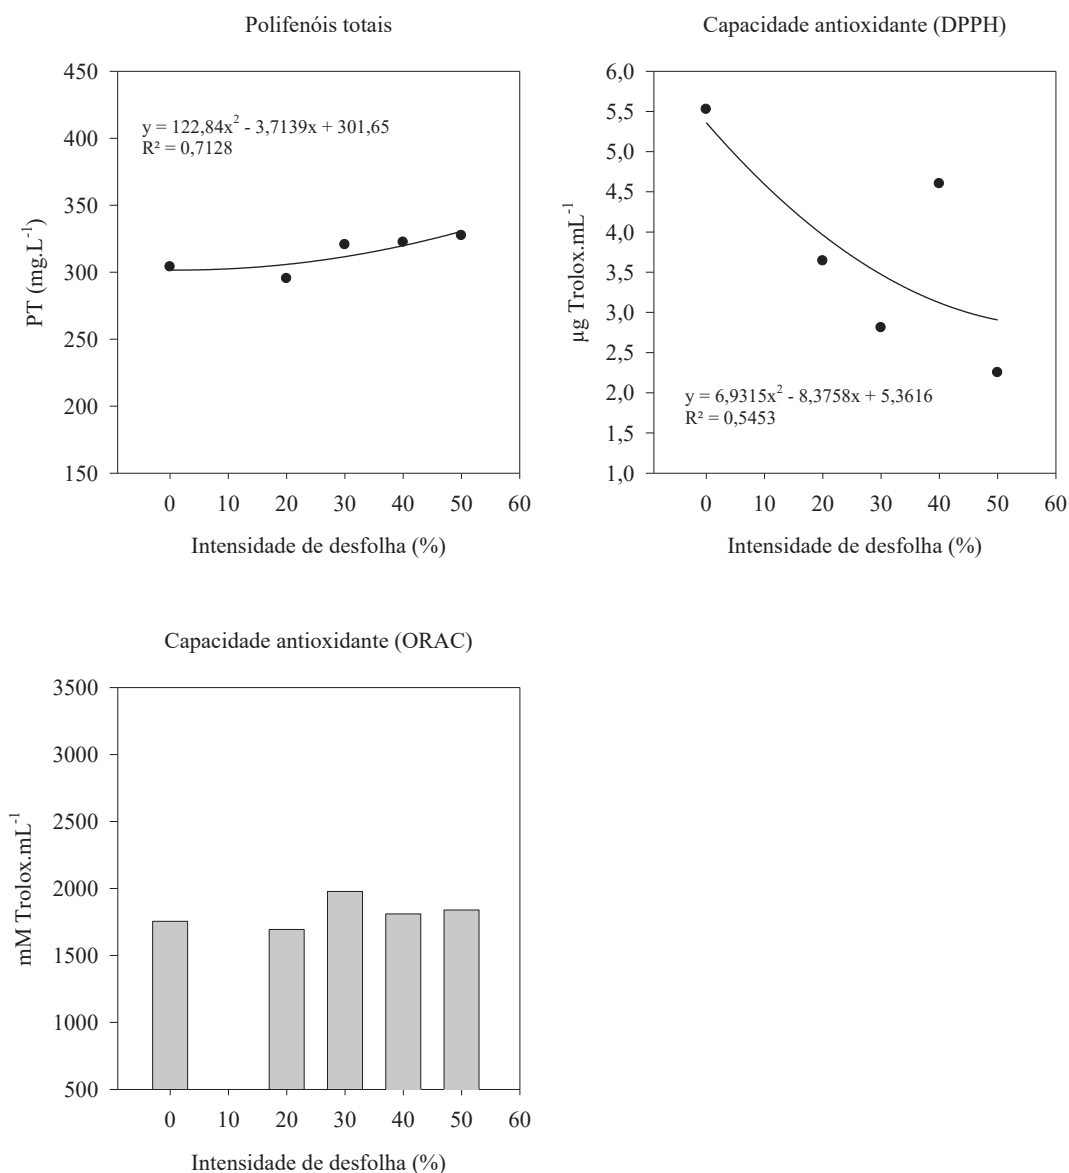 Polifenóis totais
450
400
350
300
250
200
150
PT (mg.L-1)
y = 122,84x2 - 3,7139x + 301,65
R² = 0,7128
0 10 20 30 40 50 60
Intensidade de desfolha (%)
Capacidade antioxidante (DPPH)
6,0
5,5
5,0
4,5
4,0
3,5
3,0
2,5
2,0
1,5
1,0
µg Trolox.mL-1
y = 6,9315x2 - 8,3758x + 5,3616
R² = 0,5453
0 10 20 30 40 50 60
Intensidade de desfolha (%)
Capacidade antioxidante (ORAC)
3500
3000
2500
2000
1500
1000
500
mM Trolox.mL-1
0 10 20 30 40 50 60
Intensidade de desfolha (%)